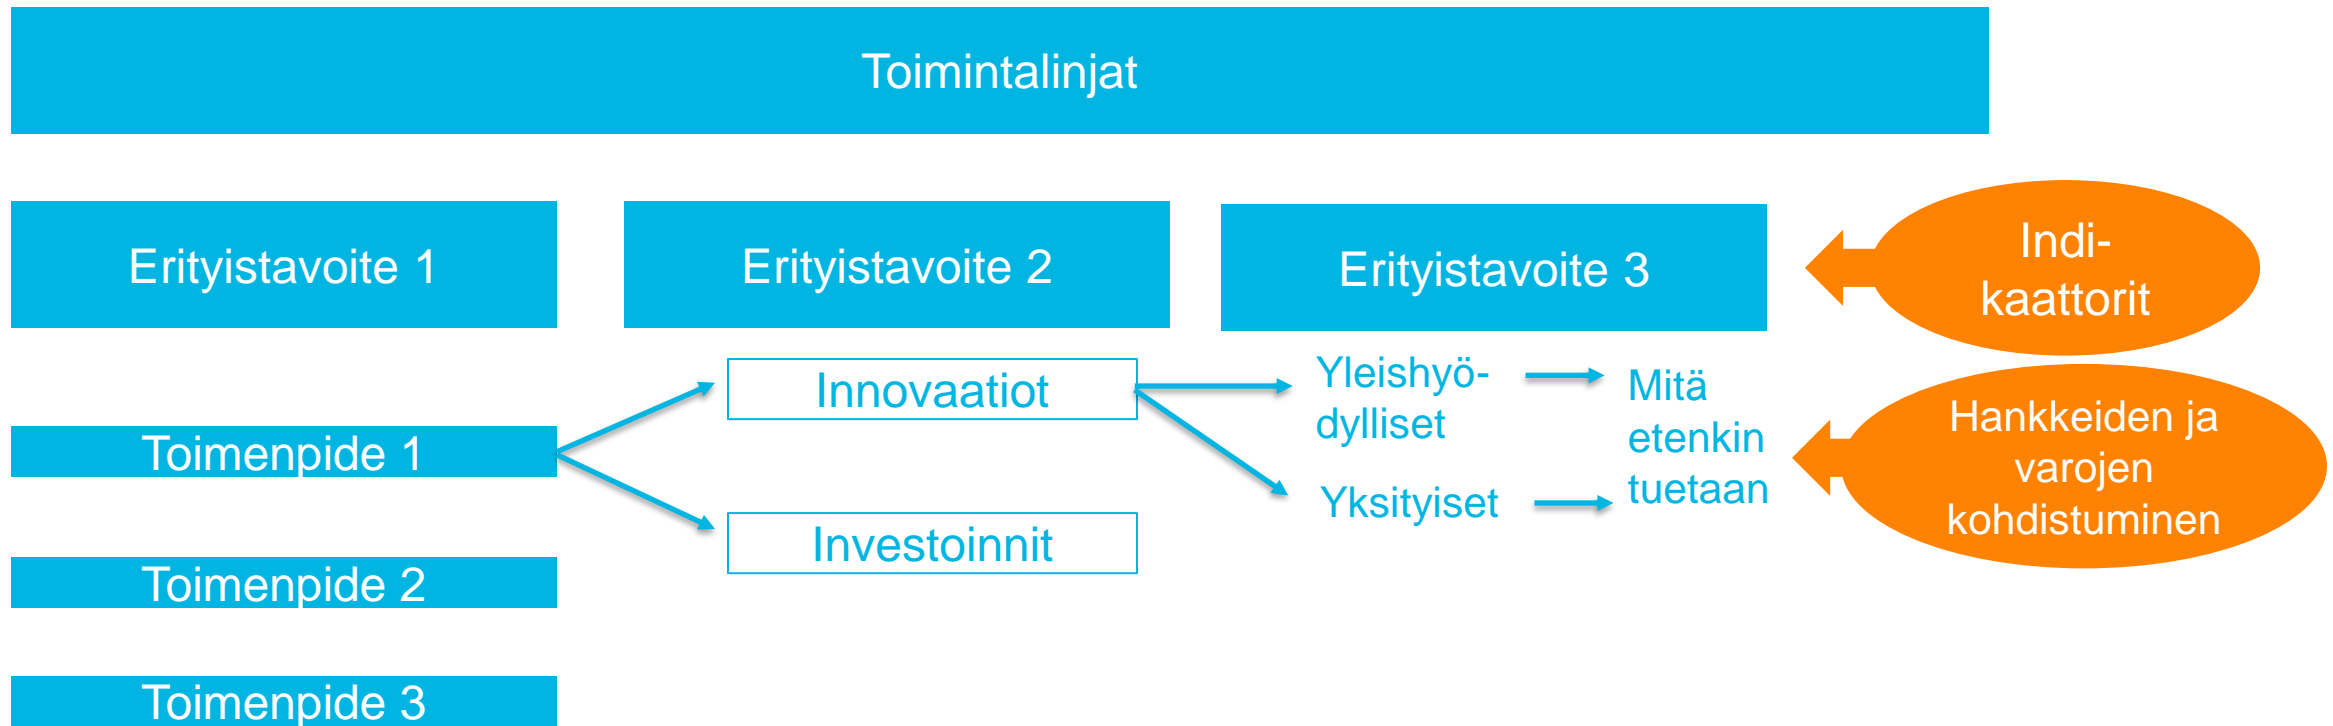 Toimintalinjat
Erityistavoite 1
Erityistavoite 2
Erityistavoite 3
Indi-
kaattorit
Toimenpide 1
Toimenpide 2
Toimenpide 3
Innovaatiot
Investoinnit
Yleishyö-
dylliset
Yksityiset
Mitä
etenkin
tuetaan
Hankkeiden ja
varojen
kohdistuminen